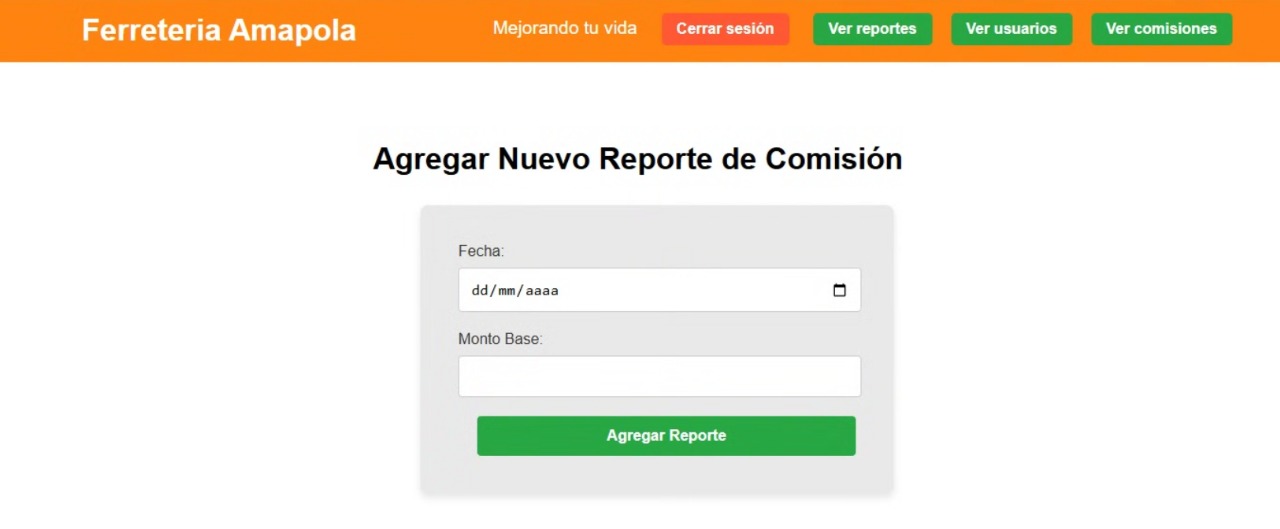 Ferreteria Amapola
Mejorando tu vida
Cerrar sesión
Ver reportes
Ver usuarios
Ver comisiones
Agregar Nuevo Reporte de Comisión
Fecha:
dd/mm/aaaa
Monto Base:
Agregar Reporte